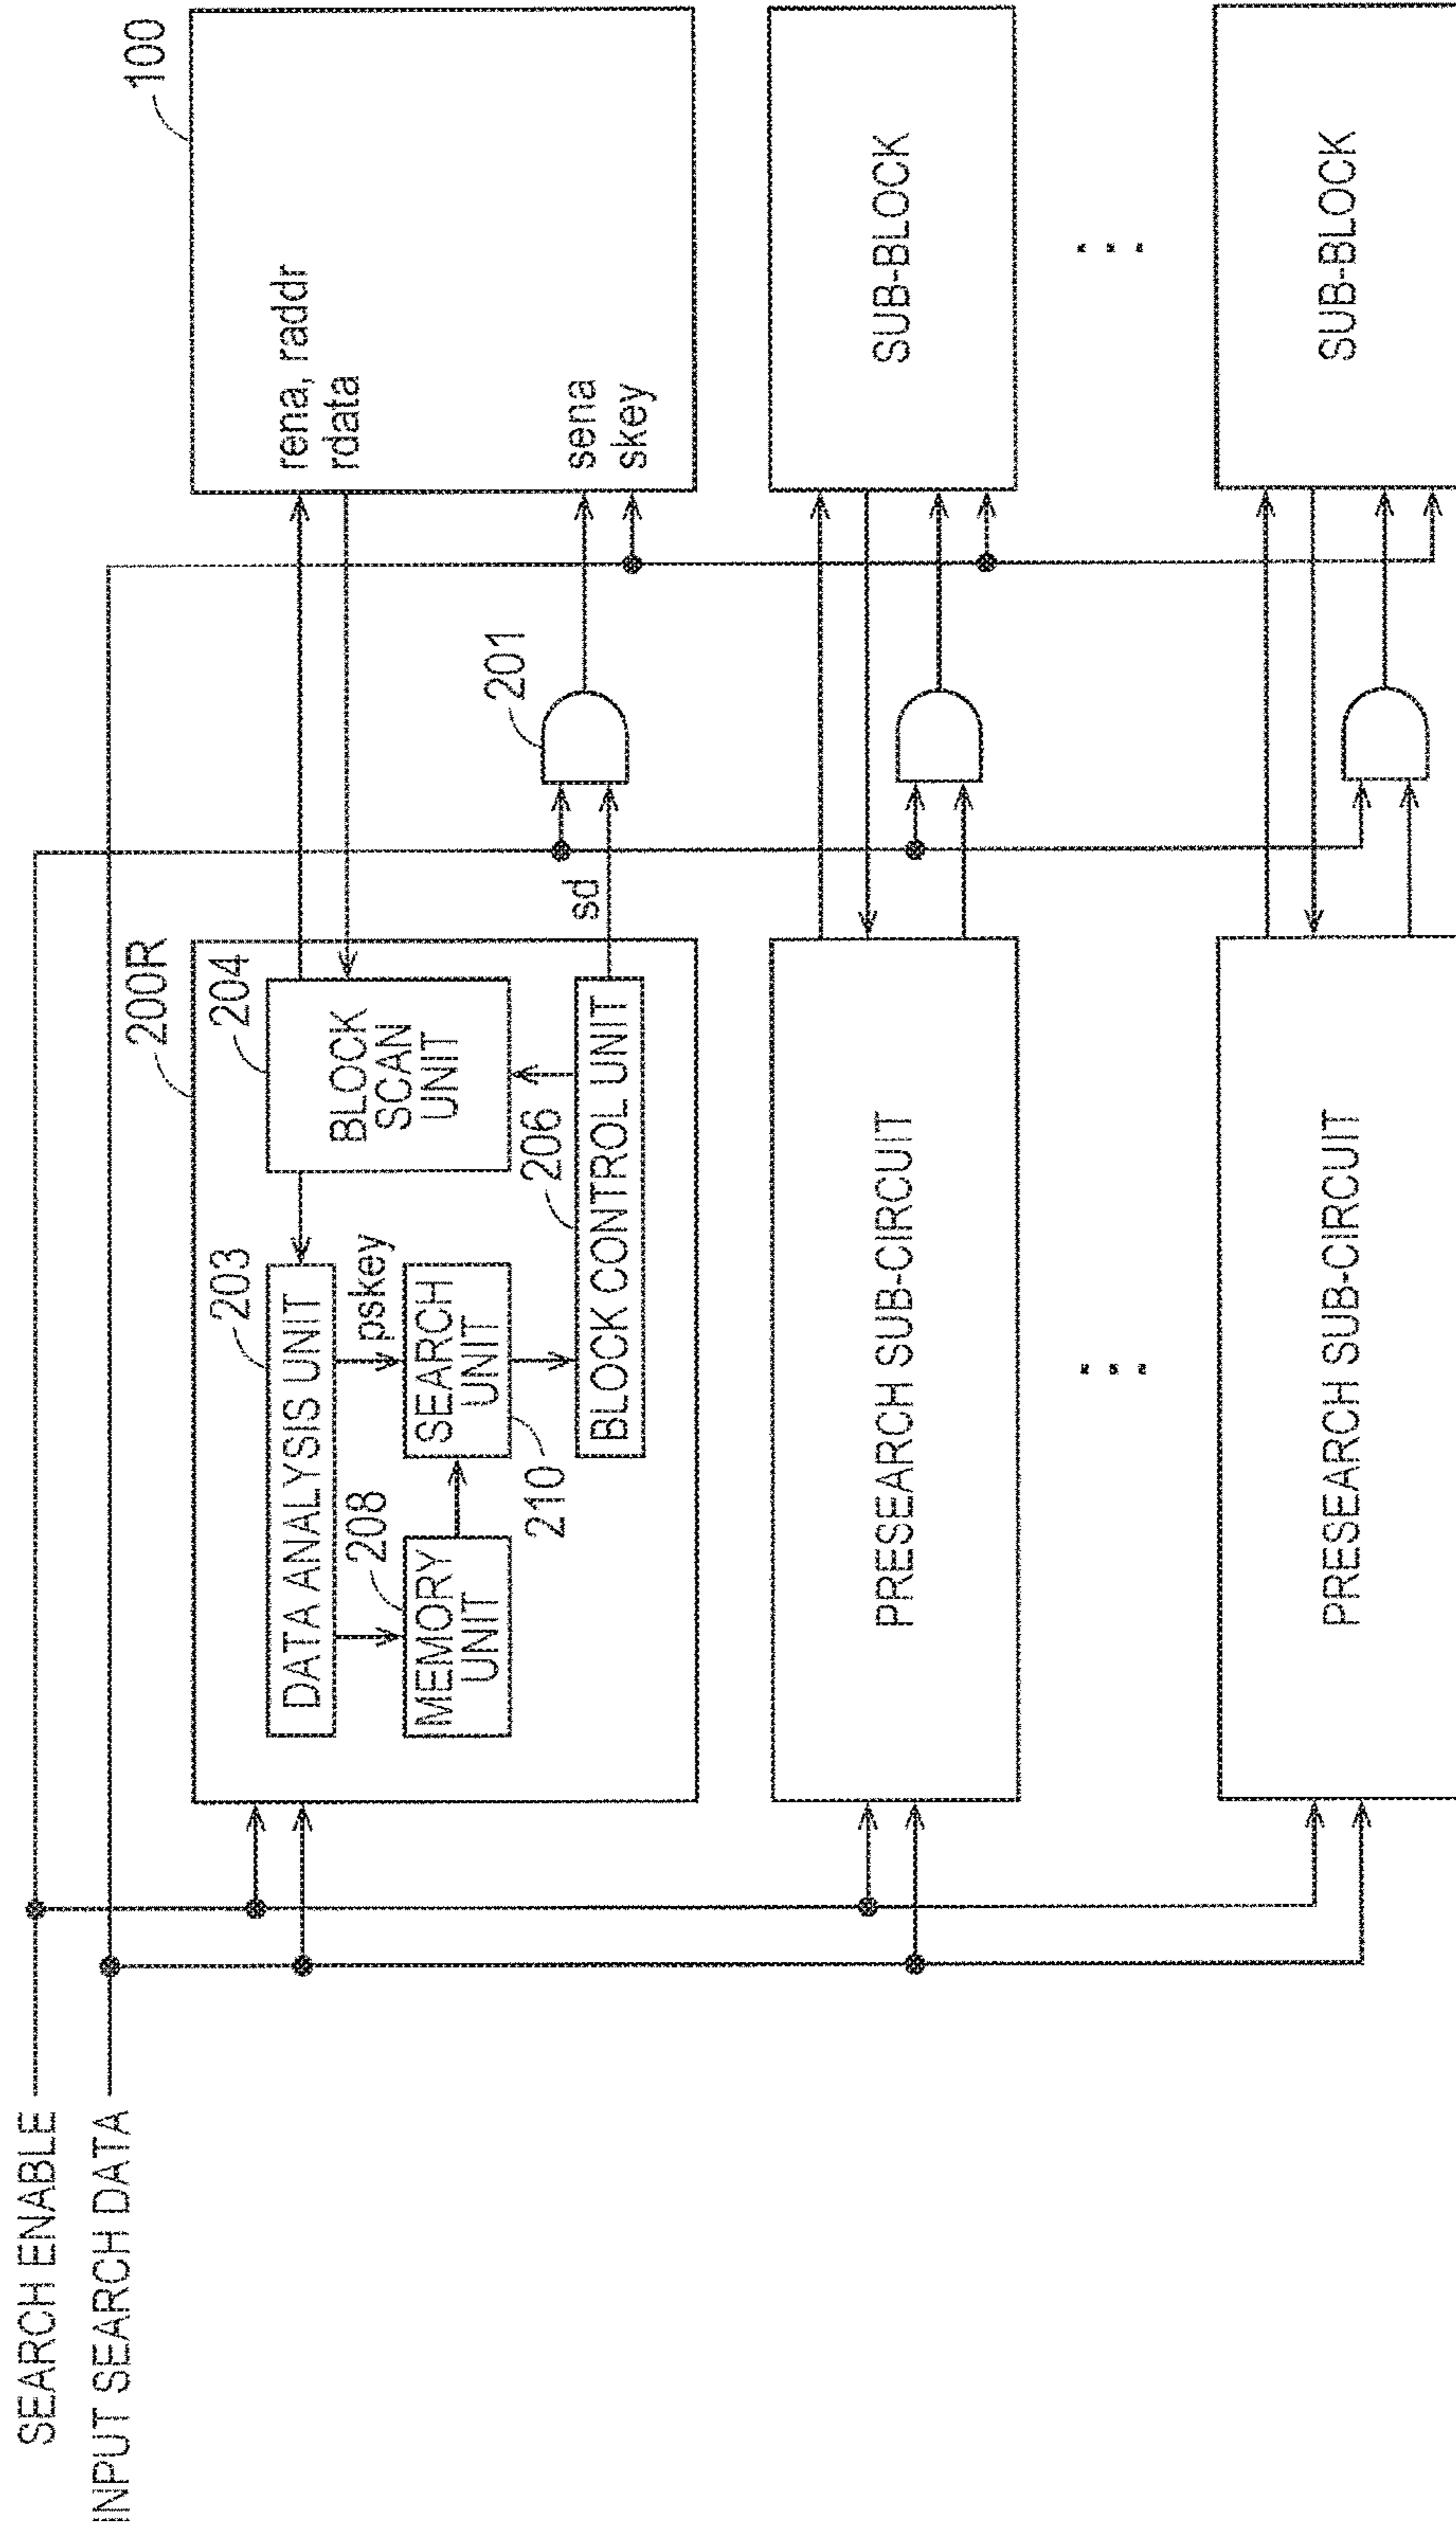 SEARCH ENABLE
INPUT SEARCH DATA
200R
203
DATA ANALYSIS UNIT
204
BLOCK
SCAN
UNIT
pskey
208
MEMORY
UNIT
SEARCH
UNIT
210
206
BLOCK CONTROL UNIT
sd
201
100
rena, raddr
rdata
sena
skey
PRESEARCH SUB-CIRCUIT
SUB-BLOCK
...
...
PRESEARCH SUB-CIRCUIT
SUB-BLOCK